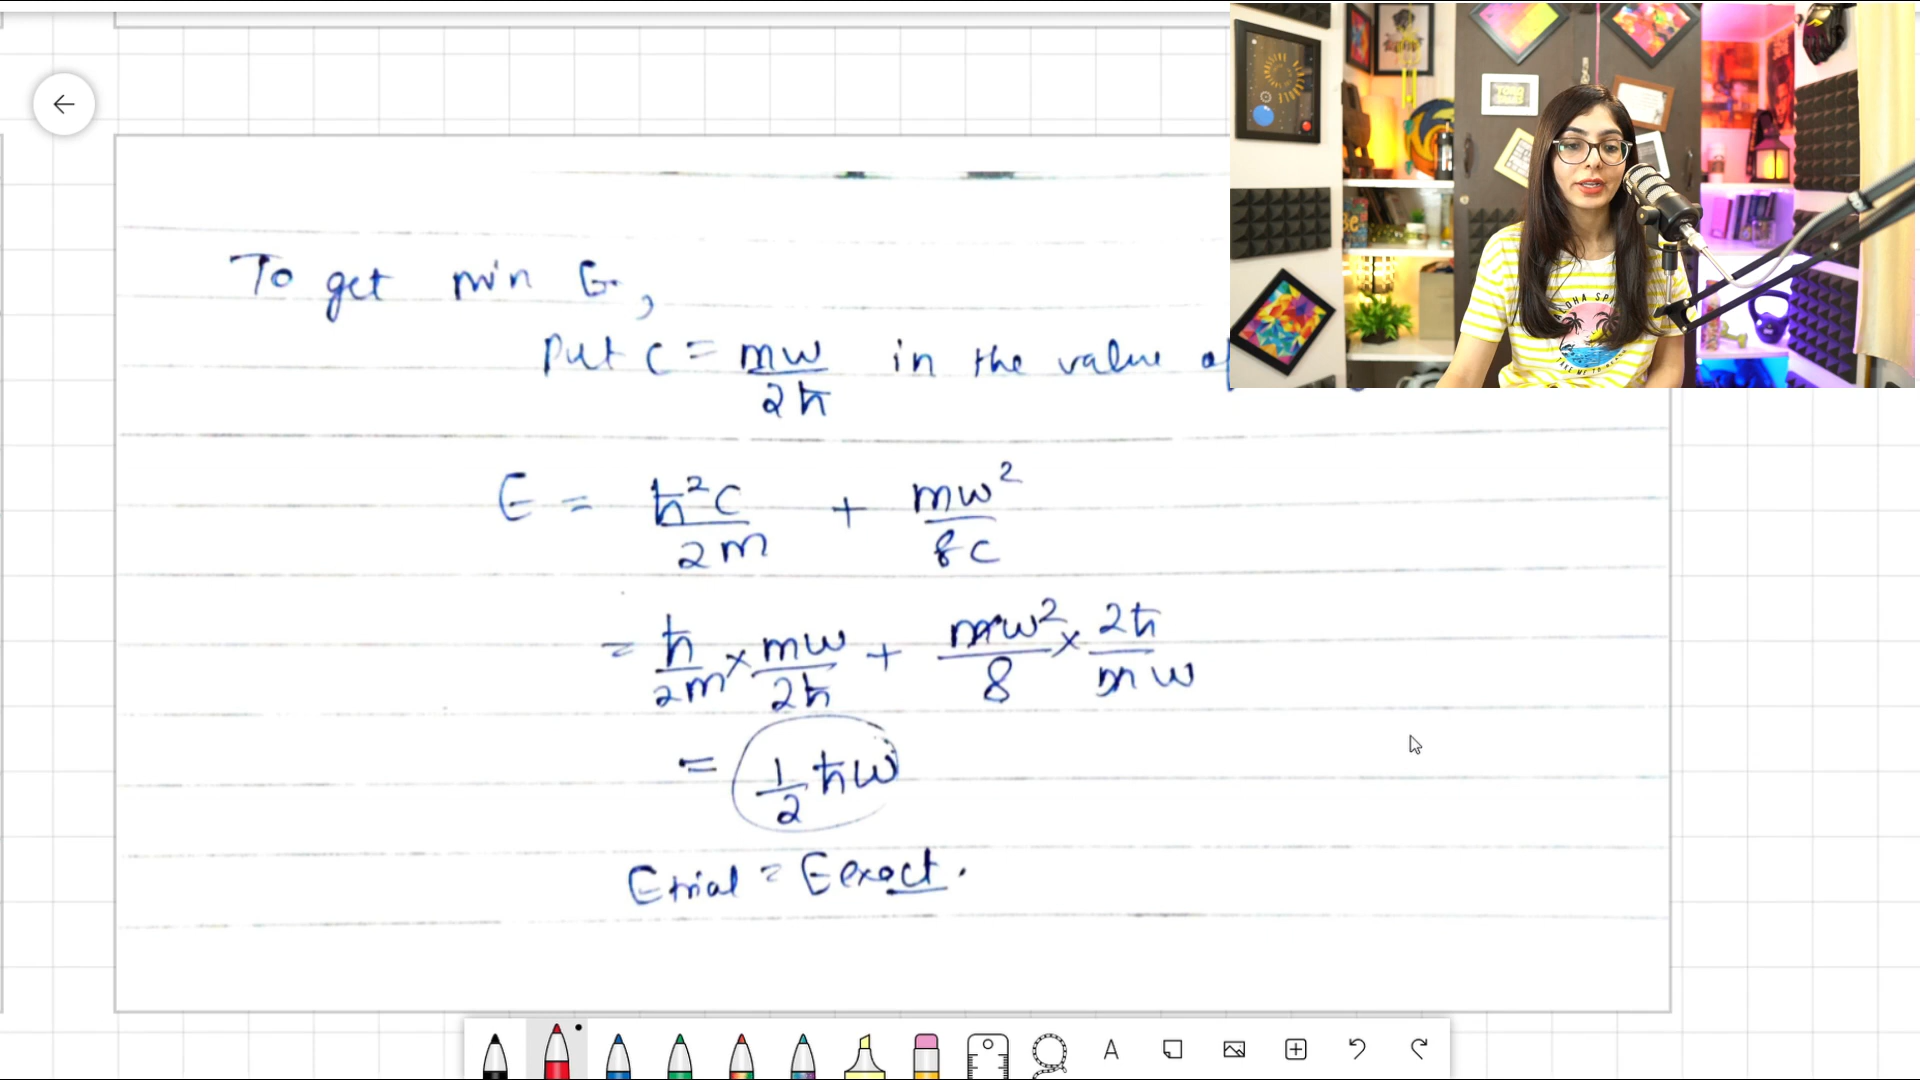 To get min E,
Put c = mω/2ħ in the value of
E = ħ²c/2m + mω²/8c
= ħ/2m × mω/2ħ + mω²/8 × 2ħ/mω
= 1/2 ħω
Etrial = Eexact.
A